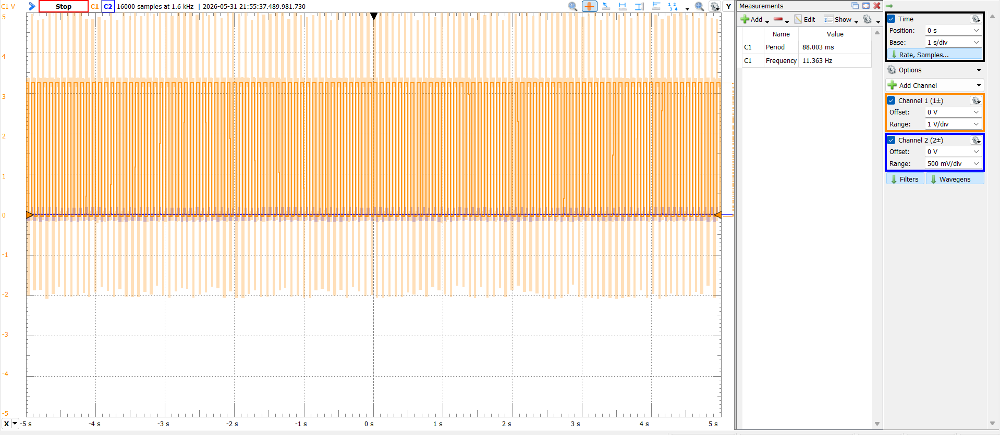 C1 V Stop C1 C2 16000 samples at 1.6 kHz | 2026-05-31 21:55:37.489.981.730 Y
5
4
3
2
1
0
-1
-2
-3
-4
-5
X -5 s -4 s -3 s -2 s -1 s 0 s 1 s 2 s 3 s 4 s 5 s
Measurements
Add Edit Show
Name Value
C1 Period 88.003 ms
C1 Frequency 11.363 Hz
Time
Position: 0 s
Base: 1 s/div
Rate, Samples...
Options
Add Channel
Channel 1 (1±)
Offset: 0 V
Range: 1 V/div
Channel 2 (2±)
Offset: 0 V
Range: 500 mV/div
Filters Wavegens